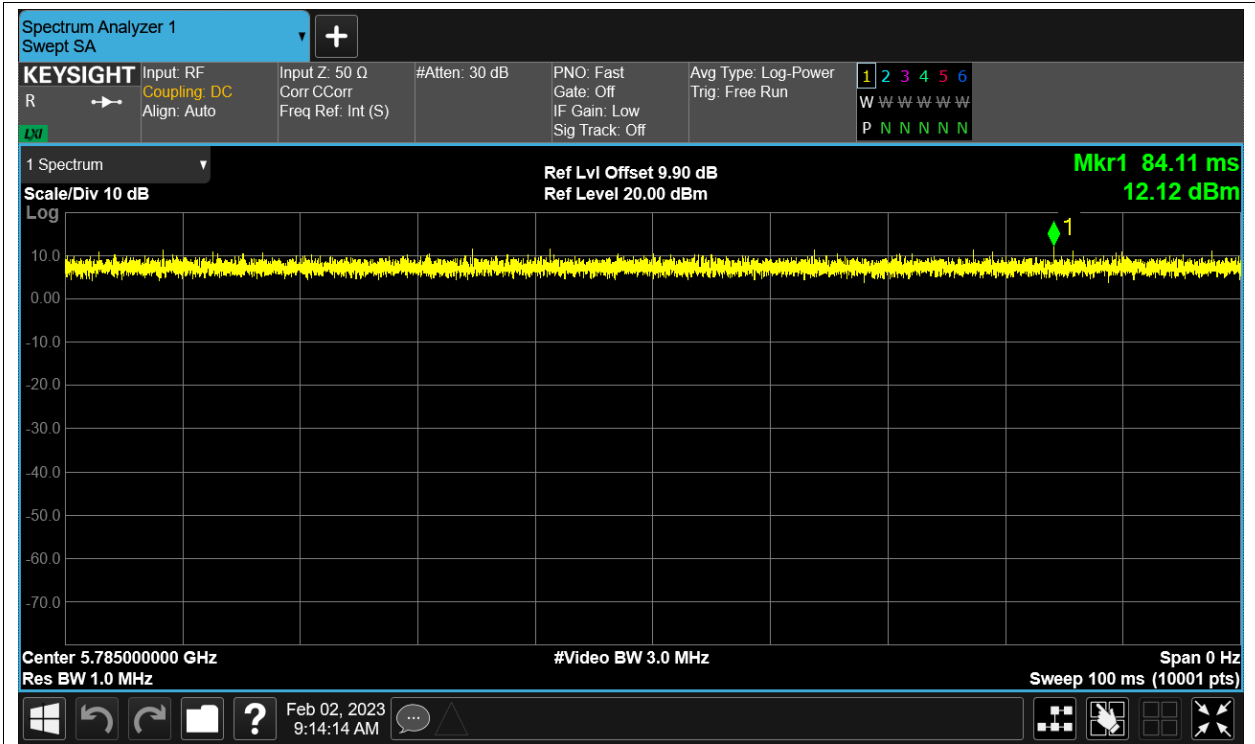 Spectrum Analyzer 1
Swept SA
KEYSIGHT
R
LXI
Input: RF
Coupling: DC
Align: Auto
Input Z: 50 Ω
Corr CCorr
Freq Ref: Int (S)
#Atten: 30 dB
PNO: Fast
Gate: Off
IF Gain: Low
Sig Track: Off
Avg Type: Log-Power
Trig: Free Run
1 2 3 4 5 6
W W W W W W
P N N N N N
1 Spectrum
Scale/Div 10 dB
Ref Lvl Offset 9.90 dB
Ref Level 20.00 dBm
Mkr1 84.11 ms
12.12 dBm
Log
1
10.0
0.00
-10.0
-20.0
-30.0
-40.0
-50.0
-60.0
-70.0
Center 5.785000000 GHz
#Video BW 3.0 MHz
Span 0 Hz
Res BW 1.0 MHz
Sweep 100 ms (10001 pts)
?
Feb 02, 2023
9:14:14 AM